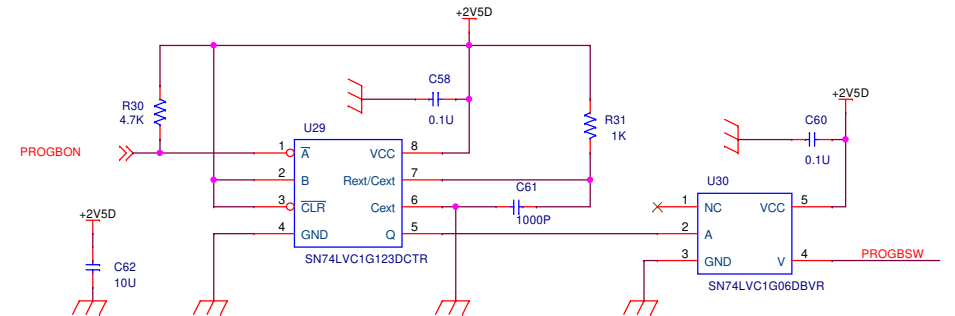 +2V5D
C58
0.1U
R30
4.7K
R31
1K
+2V5D
C60
0.1U
U29
PROGBON
1
A
VCC
8
2
B
Rext/Cext
7
3
CLR
Cext
6
4
GND
Q
5
SN74LVC1G123DCTR
C61
1000P
U30
1
NC
VCC
5
2
A
3
GND
V
4
PROGBSW
SN74LVC1G06DBVR
+2V5D
C62
10U